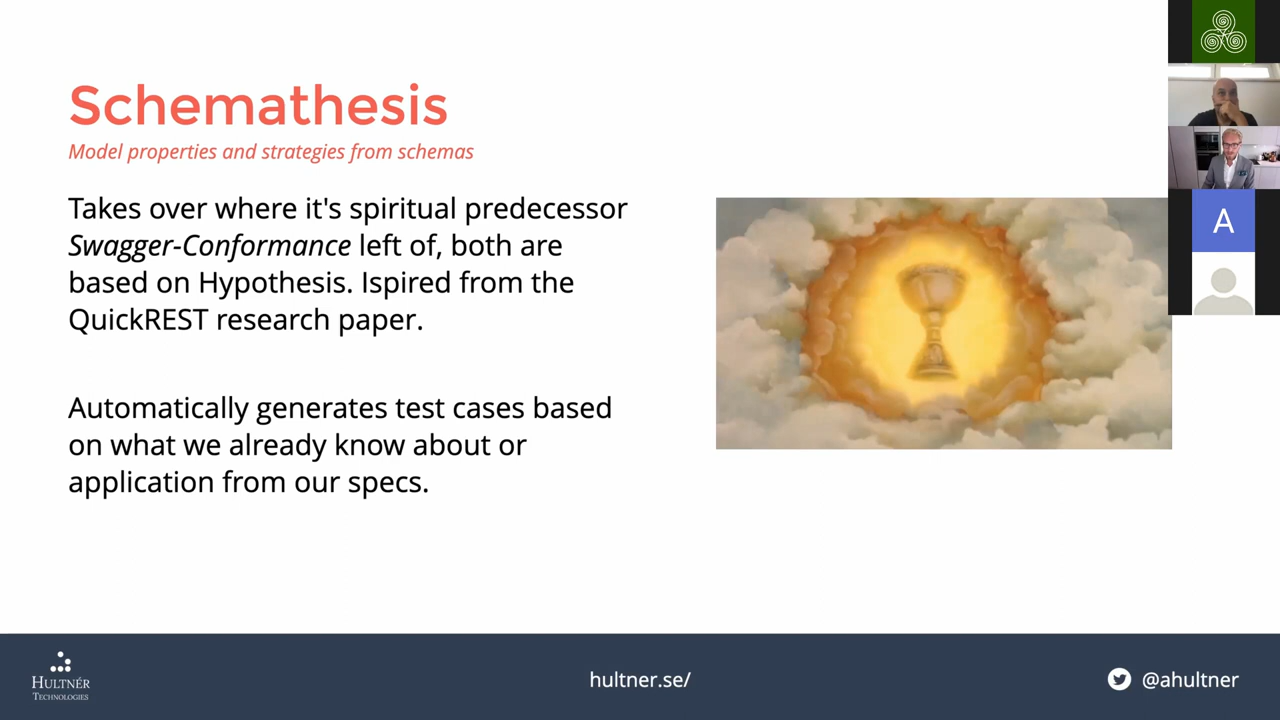 Schemathesis
Model properties and strategies from schemas
Takes over where it's spiritual predecessor
Swagger-Conformance left of, both are
based on Hypothesis. Ispired from the
QuickREST research paper.
Automatically generates test cases based
on what we already know about or
application from our specs.
A
HULTNÉR
TECHNOLOGIES
hultner.se/
@ahultner